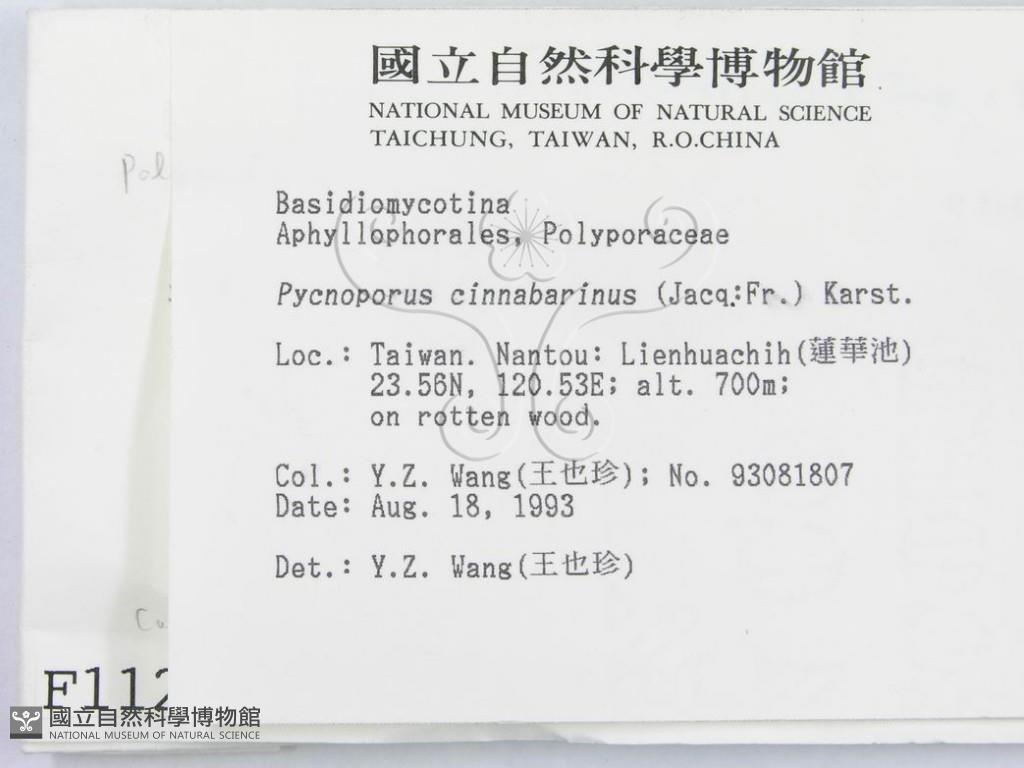 國立自然科學博物館
NATIONAL MUSEUM OF NATURAL SCIENCE
TAICHUNG, TAIWAN, R.O.CHINA
Basidiomycotina
Aphyllophorales, Polyporaceae
Pycnoporus cinnabarinus (Jacq.:Fr.) Karst.
Loc.: Taiwan. Nantou: Lienhuachih(蓮華池)
23.56N, 120.53E; alt. 700m;
on rotten wood.
Col.: Y.Z. Wang(王也珍); No. 93081807
Date: Aug. 18, 1993
Det.: Y.Z. Wang(王也珍)
Pol
Co
F112
國立自然科學博物館
NATIONAL MUSEUM OF NATURAL SCIENCE